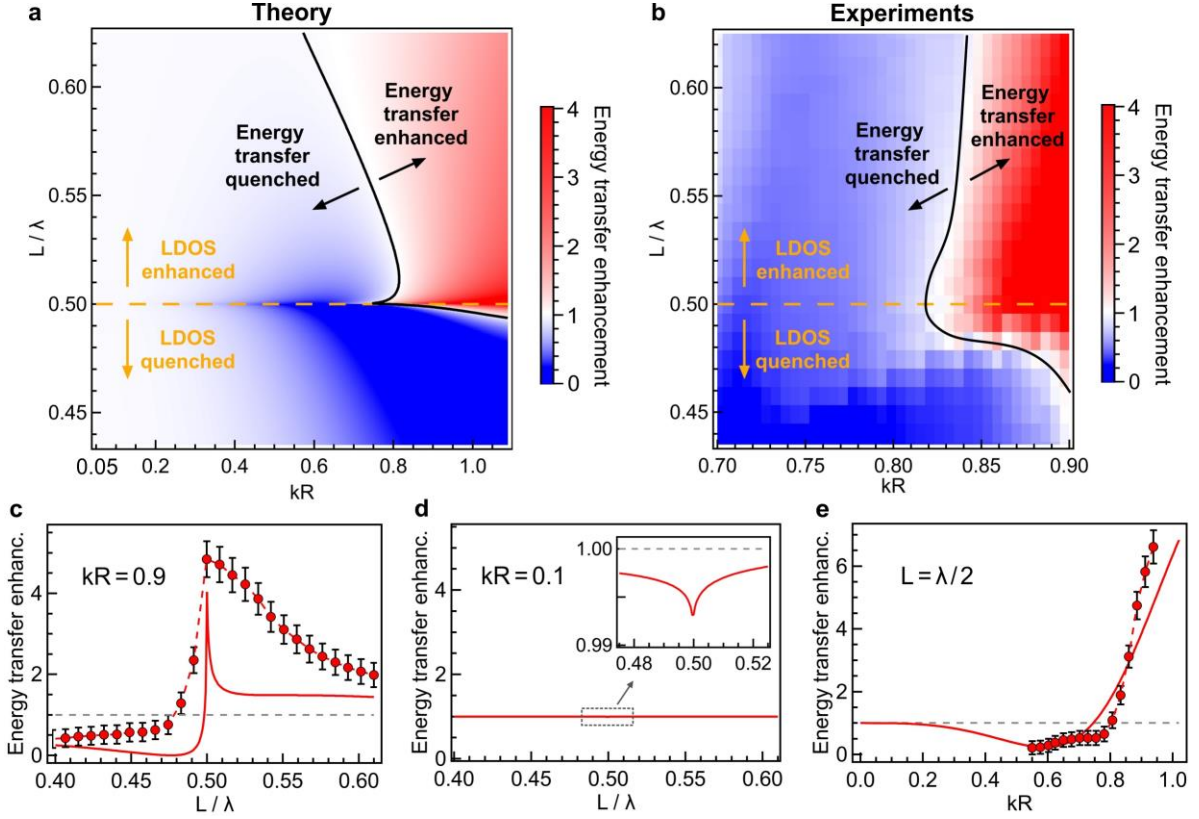 a
Theory
L / λ
0.60
0.55
0.50
0.45
Energy
transfer
enhanced
Energy
transfer
quenched
LDOS
enhanced
LDOS
quenched
0.05
0.2
0.4
0.6
0.8
1.0
kR
4
3
2
1
0
Energy transfer enhancement
b
Experiments
L / λ
0.60
0.55
0.50
0.45
Energy
transfer
enhanced
Energy
transfer
quenched
LDOS
enhanced
LDOS
quenched
0.70
0.75
0.80
0.85
0.90
kR
4
3
2
1
0
Energy transfer enhancement
c
Energy transfer enhanc.
4
2
0
kR = 0.9
0.40
0.45
0.50
0.55
0.60
L / λ
d
Energy transfer enhanc.
4
2
0
kR = 0.1
1.00
0.99
0.48
0.50
0.52
0.40
0.45
0.50
0.55
0.60
L / λ
e
Energy transfer enhanc.
6
4
2
0
L = λ/2
0.0
0.2
0.4
0.6
0.8
1.0
kR